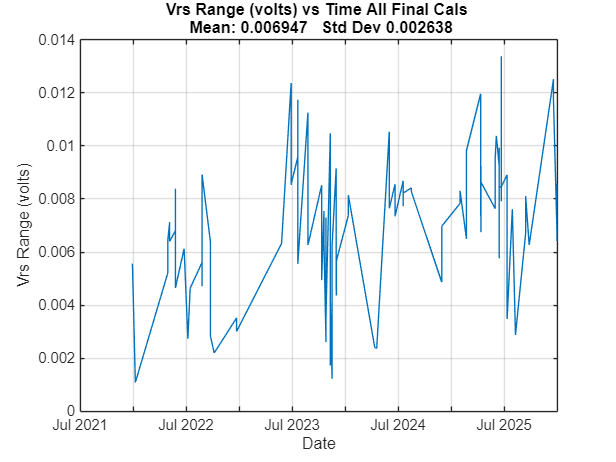 Vrs Range (volts) vs Time All Final Cals
Mean: 0.006947 Std Dev 0.002638
Vrs Range (volts)
0.014
0.012
0.01
0.008
0.006
0.004
0.002
0
Jul 2021 Jul 2022 Jul 2023 Jul 2024 Jul 2025
Date